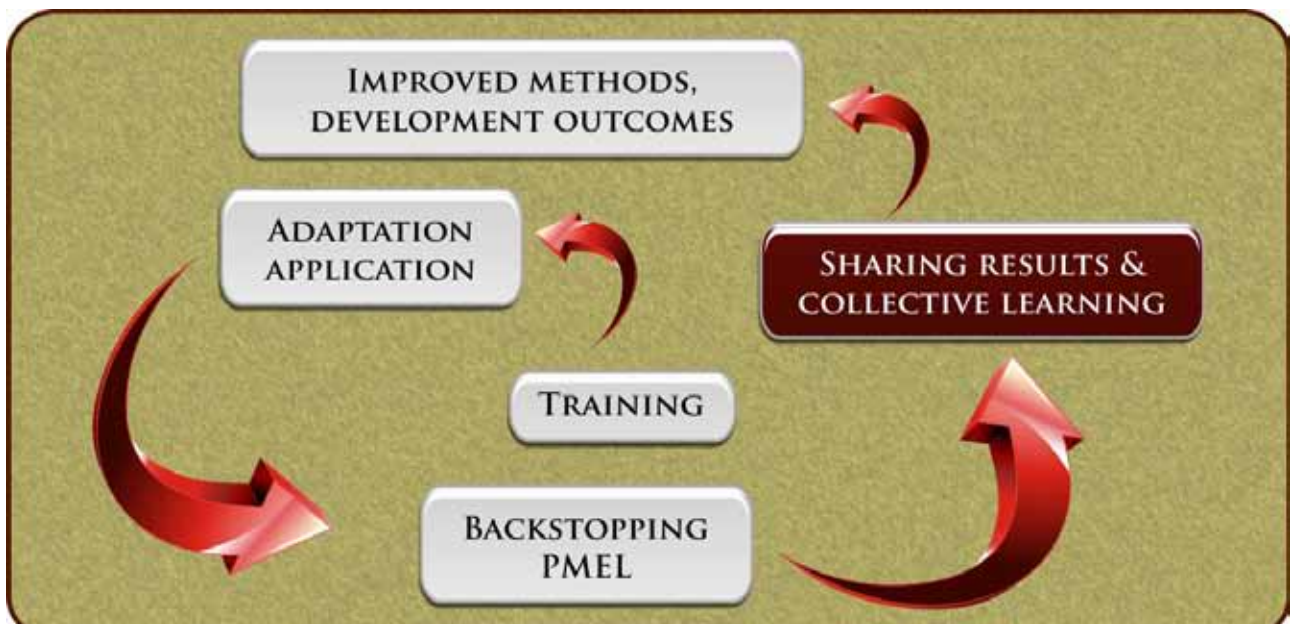 IMPROVED METHODS,
DEVELOPMENT OUTCOMES
ADAPTATION
APPLICATION
SHARING RESULTS &
COLLECTIVE LEARNING
TRAINING
BACKSTOPPING
PMEL